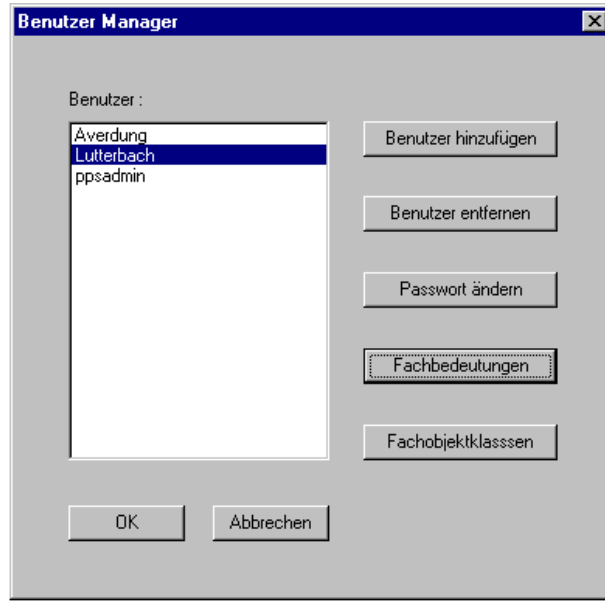 Benutzer Manager
Benutzer :
Averdung
Lutterbach
ppsadmin
Benutzer hinzufügen
Benutzer entfernen
Passwort ändern
Fachbedeutungen
Fachobjektklasssen
OK
Abbrechen